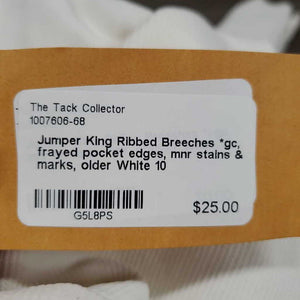 The Tack Collector
1007606-68
Jumper King Ribbed Breeches *gc,
frayed pocket edges, mnr stains &
marks, older White 10
G5L8PS
$25.00